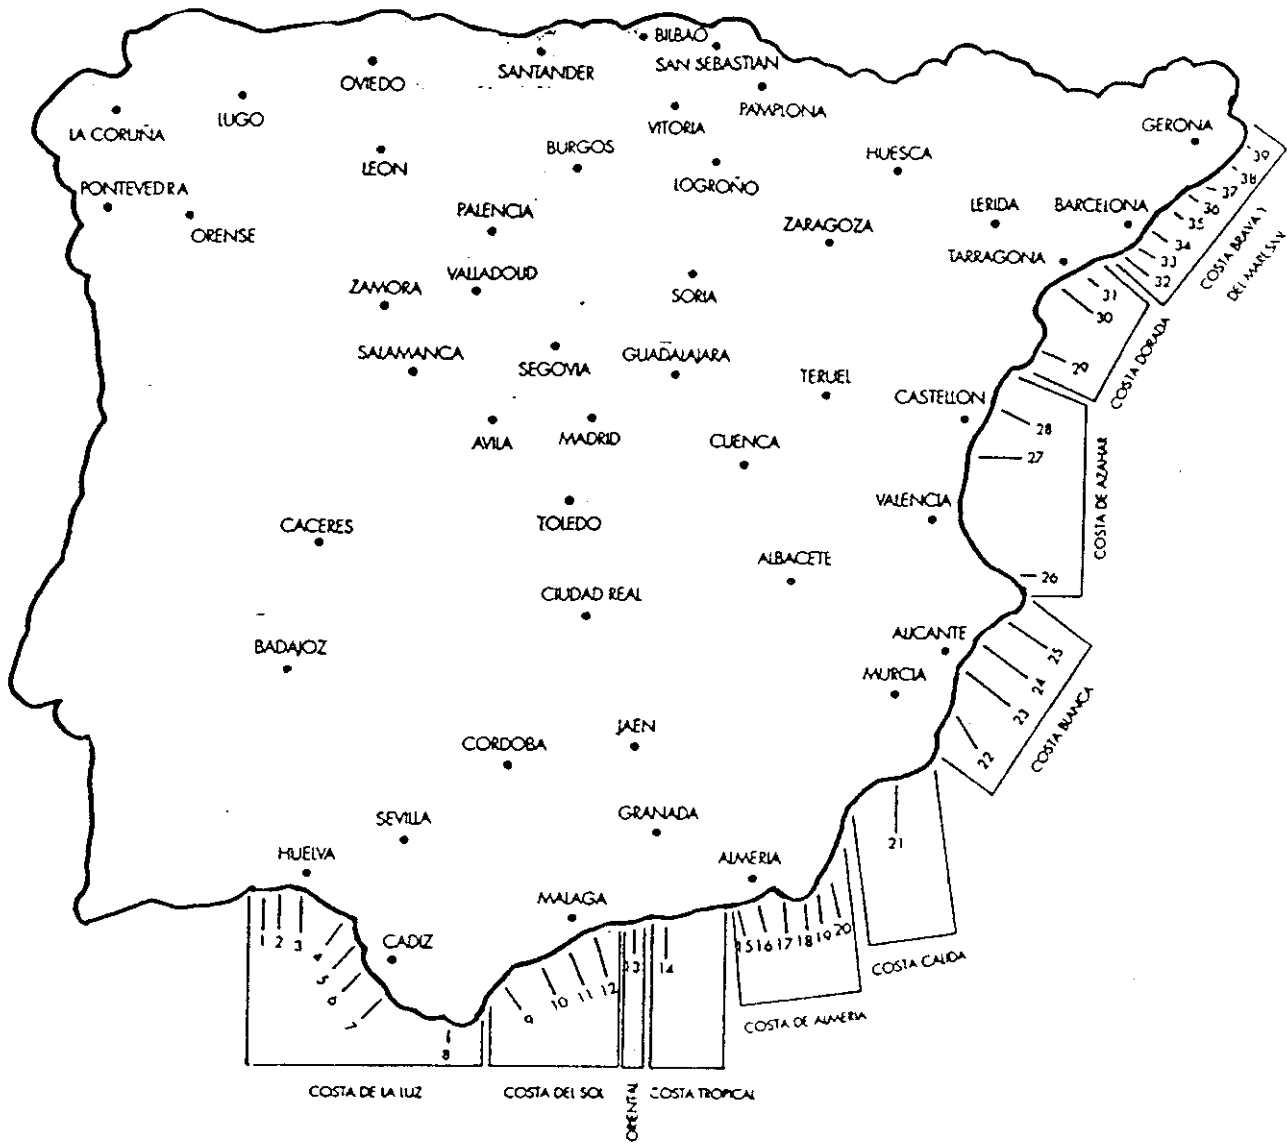 BILBAO
SAN SEBASTIAN
SANTANDER
OVIEDO
PAMPLONA
LUGO
LA CORUÑA
VITORIA
GERONA
BURGOS
HUESCA
LEON
LOGROÑO
PONTEVEDRA
ORENSE
PALENCIA
LERIDA
BARCELONA
ZARAGOZA
TARRAGONA
VALLADOUD
ZAMORA
SORIA
SALAMANCA
SEGOVIA
GUADALAJARA
TERUEL
CASTELLON
AVILA
MADRID
CUENCA
VALENCIA
CACERES
TOLEDO
ALBACETE
CIUDAD REAL
BADAJOZ
AUCANTE
MURCIA
JAEN
CORDOBA
SEVILLA
GRANADA
HUELVA
ALMERIA
MALAGA
CADIZ
39
38
37
36
35
34
33
32
COSTA BRAVA Y
DEL
31
30
29
COSTA DORADA
28
27
26
COSTA DE AZAHAR
25
24
23
22
COSTA BLANCA
21
COSTA CALIDA
20
19
18
17
16
15
COSTA DE ALMERIA
14
COSTA TROPICAL
13
ORIENTAL
12
11
10
9
COSTA DEL SOL
8
7
6
5
4
3
2
1
COSTA DE LA LUZ